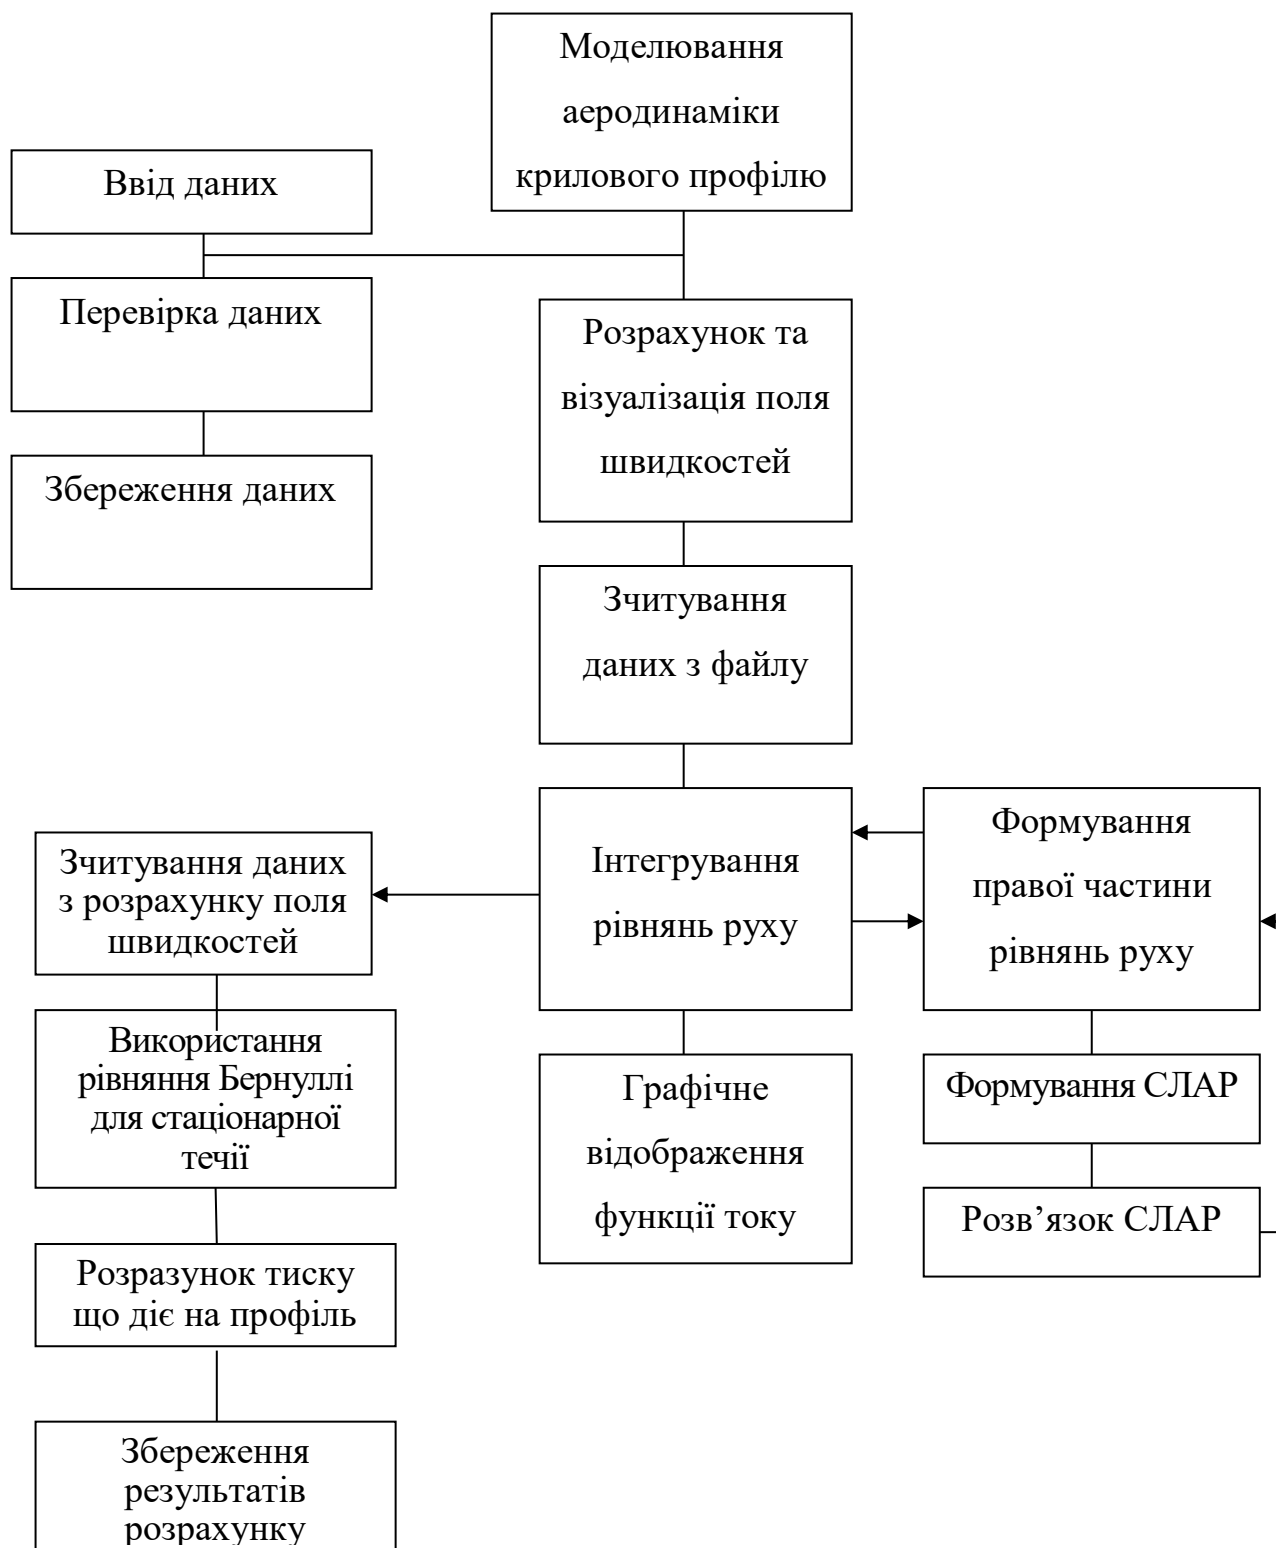 Моделювання
аеродинаміки
крилового профілю
Ввід даних
Перевірка даних
Збереження даних
Розрахунок та
візуалізація поля
швидкостей
Зчитування
даних з файлу
Інтегрування
рівнянь руху
Формування
правої частини
рівнянь руху
Зчитування даних
з розрахунку поля
швидкостей
Використання
рівняння Бернуллі
для стаціонарної
течії
Графічне
відображення
функції току
Формування СЛАР
Розв’язок СЛАР
Розразунок тиску
що діє на профіль
Збереження
результатів
розрахунку